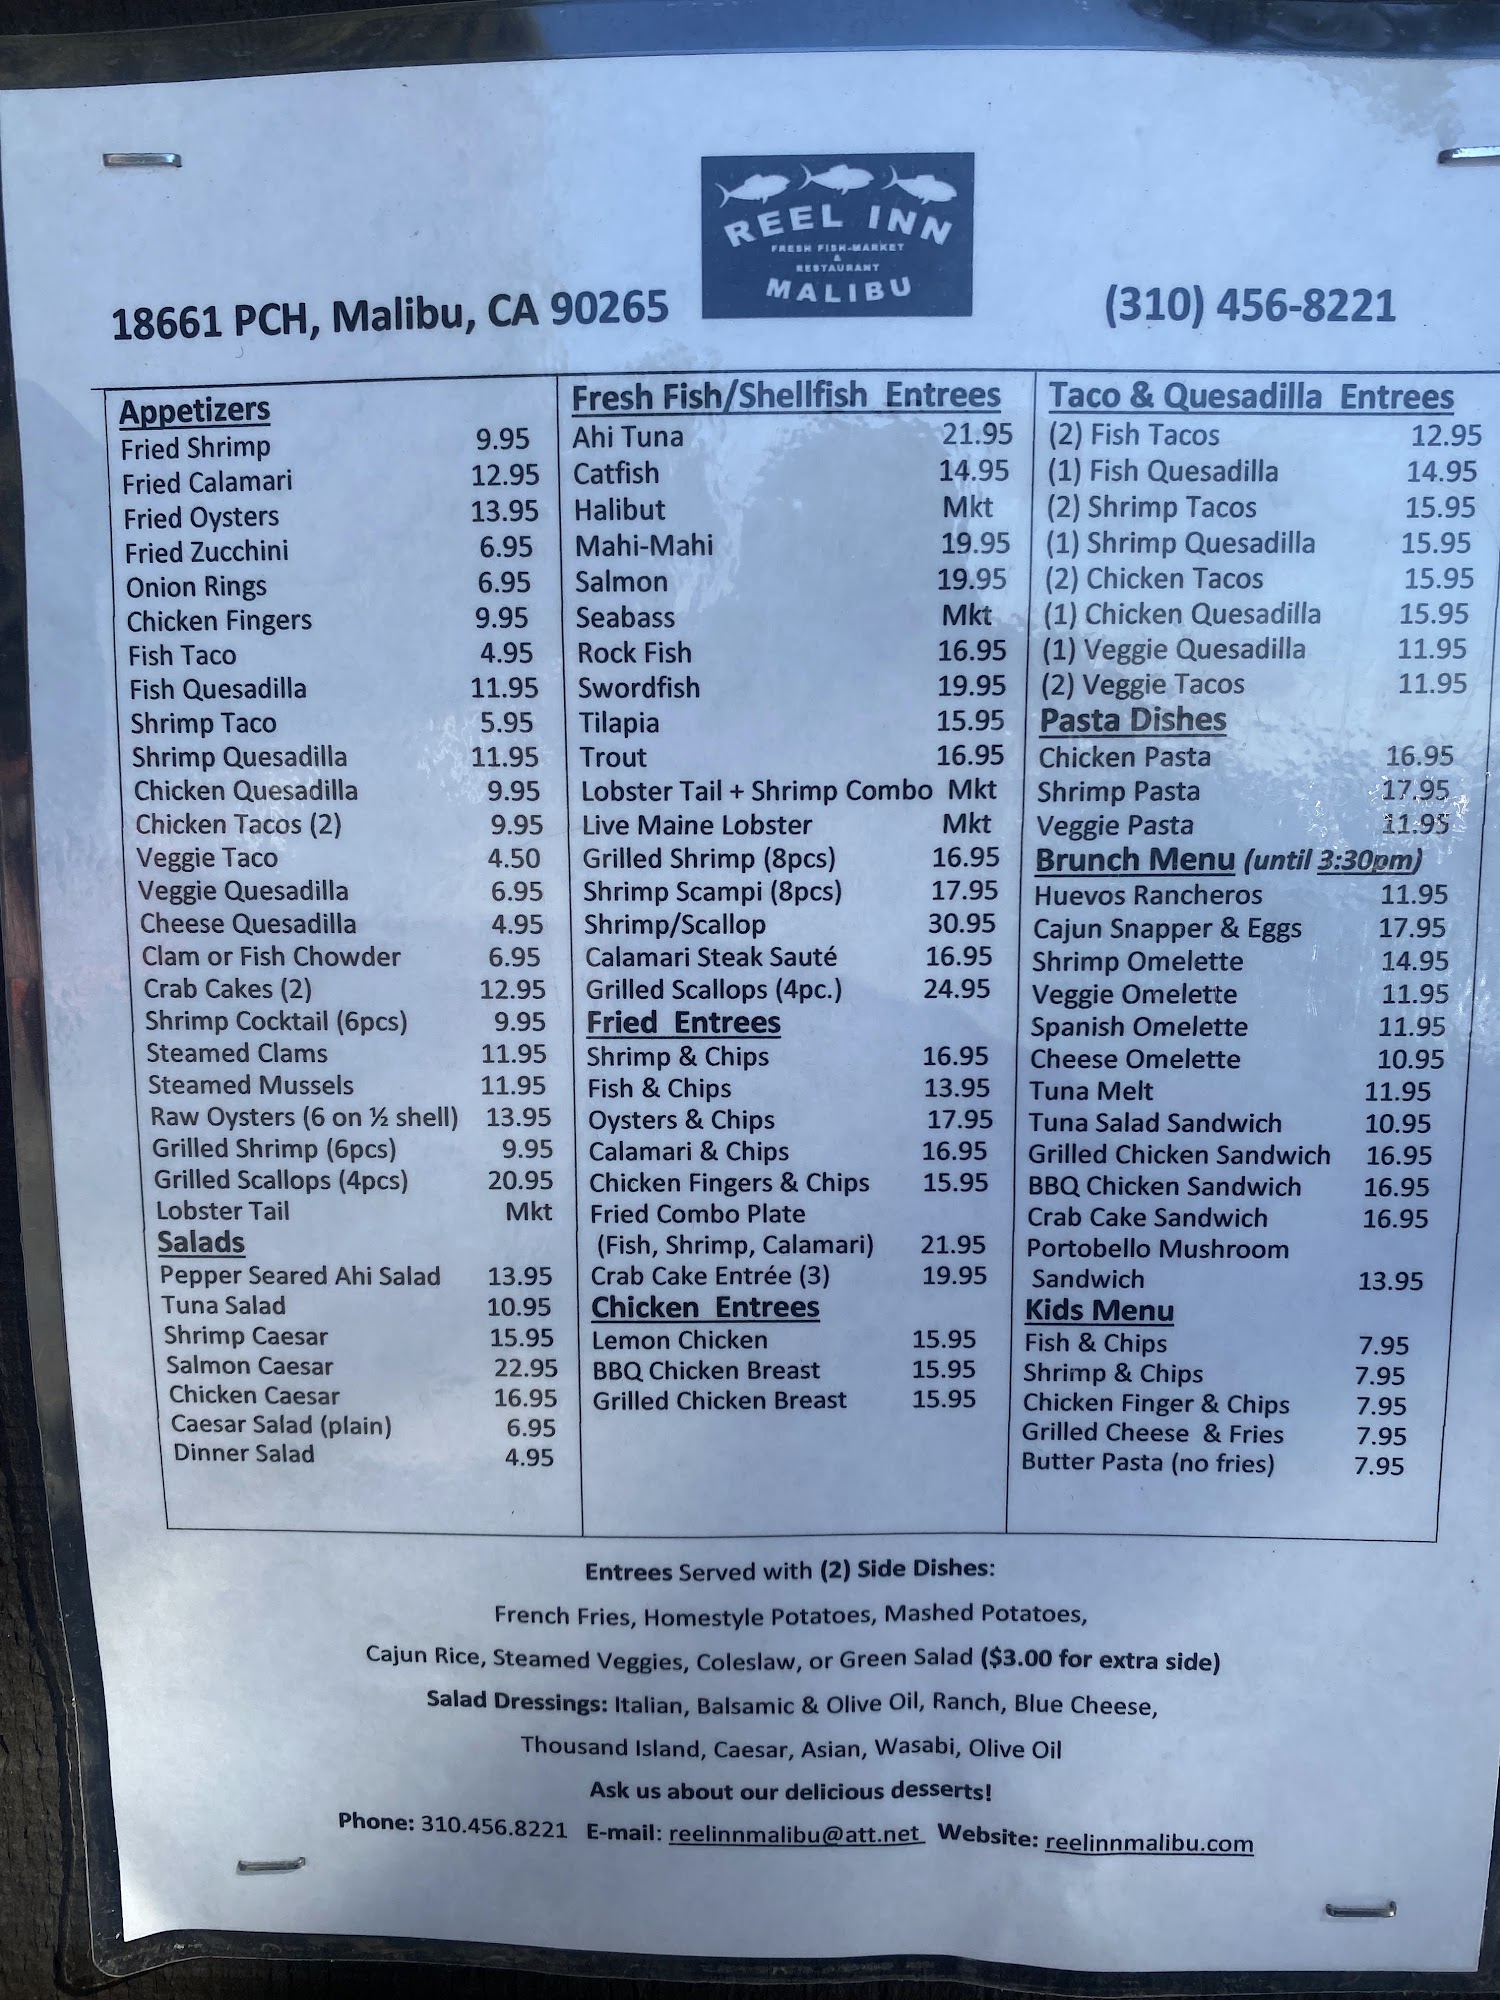 REEL INN
FRESH FISH-MARKET
&
RESTAURANT
MALIBU
18661 PCH, Malibu, CA 90265
(310) 456-8221
Appetizers
Fried Shrimp 9.95
Fried Calamari 12.95
Fried Oysters 13.95
Fried Zucchini 6.95
Onion Rings 6.95
Chicken Fingers 9.95
Fish Taco 4.95
Fish Quesadilla 11.95
Shrimp Taco 5.95
Shrimp Quesadilla 11.95
Chicken Quesadilla 9.95
Chicken Tacos (2) 9.95
Veggie Taco 4.50
Veggie Quesadilla 6.95
Cheese Quesadilla 4.95
Clam or Fish Chowder 6.95
Crab Cakes (2) 12.95
Shrimp Cocktail (6pcs) 9.95
Steamed Clams 11.95
Steamed Mussels 11.95
Raw Oysters (6 on ½ shell) 13.95
Grilled Shrimp (6pcs) 9.95
Grilled Scallops (4pcs) 20.95
Lobster Tail Mkt
Salads
Pepper Seared Ahi Salad 13.95
Tuna Salad 10.95
Shrimp Caesar 15.95
Salmon Caesar 22.95
Chicken Caesar 16.95
Caesar Salad (plain) 6.95
Dinner Salad 4.95
Fresh Fish/Shellfish Entrees
Ahi Tuna 21.95
Catfish 14.95
Halibut Mkt
Mahi-Mahi 19.95
Salmon 19.95
Seabass Mkt
Rock Fish 16.95
Swordfish 19.95
Tilapia 15.95
Trout 16.95
Lobster Tail + Shrimp Combo Mkt
Live Maine Lobster Mkt
Grilled Shrimp (8pcs) 16.95
Shrimp Scampi (8pcs) 17.95
Shrimp/Scallop 30.95
Calamari Steak Sauté 16.95
Grilled Scallops (4pc.) 24.95
Fried Entrees
Shrimp & Chips 16.95
Fish & Chips 13.95
Oysters & Chips 17.95
Calamari & Chips 16.95
Chicken Fingers & Chips 15.95
Fried Combo Plate
(Fish, Shrimp, Calamari) 21.95
Crab Cake Entrée (3) 19.95
Chicken Entrees
Lemon Chicken 15.95
BBQ Chicken Breast 15.95
Grilled Chicken Breast 15.95
Taco & Quesadilla Entrees
(2) Fish Tacos 12.95
(1) Fish Quesadilla 14.95
(2) Shrimp Tacos 15.95
(1) Shrimp Quesadilla 15.95
(2) Chicken Tacos 15.95
(1) Chicken Quesadilla 15.95
(1) Veggie Quesadilla 11.95
(2) Veggie Tacos 11.95
Pasta Dishes
Chicken Pasta 16.95
Shrimp Pasta 17.95
Veggie Pasta 11.95
Brunch Menu (until 3:30pm)
Huevos Rancheros 11.95
Cajun Snapper & Eggs 17.95
Shrimp Omelette 14.95
Veggie Omelette 11.95
Spanish Omelette 11.95
Cheese Omelette 10.95
Tuna Melt 11.95
Tuna Salad Sandwich 10.95
Grilled Chicken Sandwich 16.95
BBQ Chicken Sandwich 16.95
Crab Cake Sandwich 16.95
Portobello Mushroom
Sandwich 13.95
Kids Menu
Fish & Chips 7.95
Shrimp & Chips 7.95
Chicken Finger & Chips 7.95
Grilled Cheese & Fries 7.95
Butter Pasta (no fries) 7.95
Entrees Served with (2) Side Dishes:
French Fries, Homestyle Potatoes, Mashed Potatoes,
Cajun Rice, Steamed Veggies, Coleslaw, or Green Salad ($3.00 for extra side)
Salad Dressings: Italian, Balsamic & Olive Oil, Ranch, Blue Cheese,
Thousand Island, Caesar, Asian, Wasabi, Olive Oil
Ask us about our delicious desserts!
Phone: 310.456.8221 E-mail: reelinnmalibu@att.net Website: reelinnmalibu.com